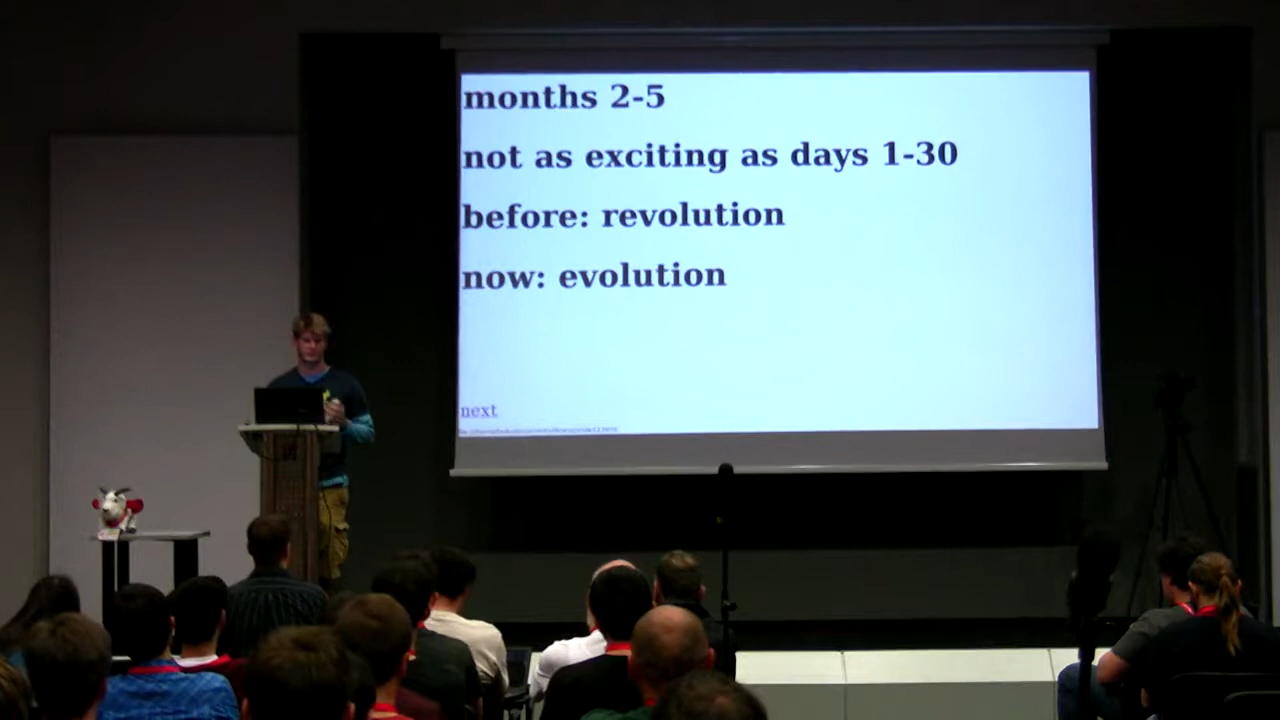 months 2-5
not as exciting as days 1-30
before: revolution
now: evolution
next